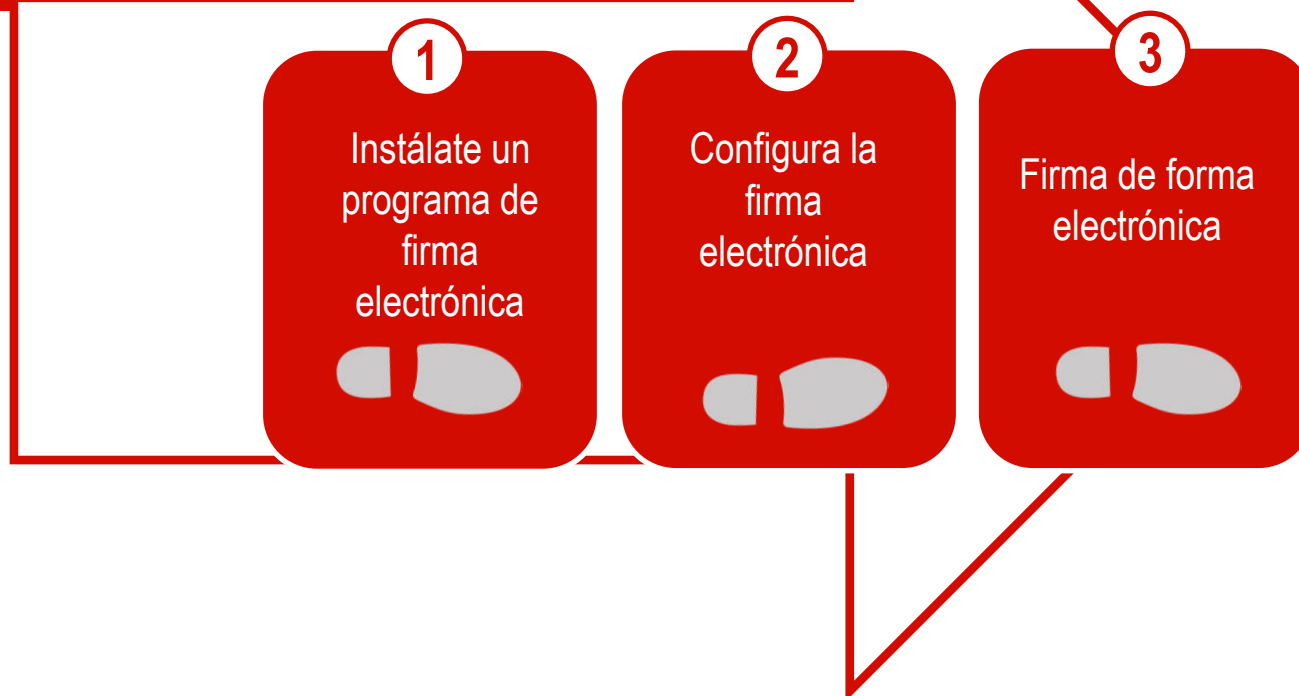 1
Instálate un
programa de
firma
electrónica
2
Configura la
firma
electrónica
3
Firma de forma
electrónica